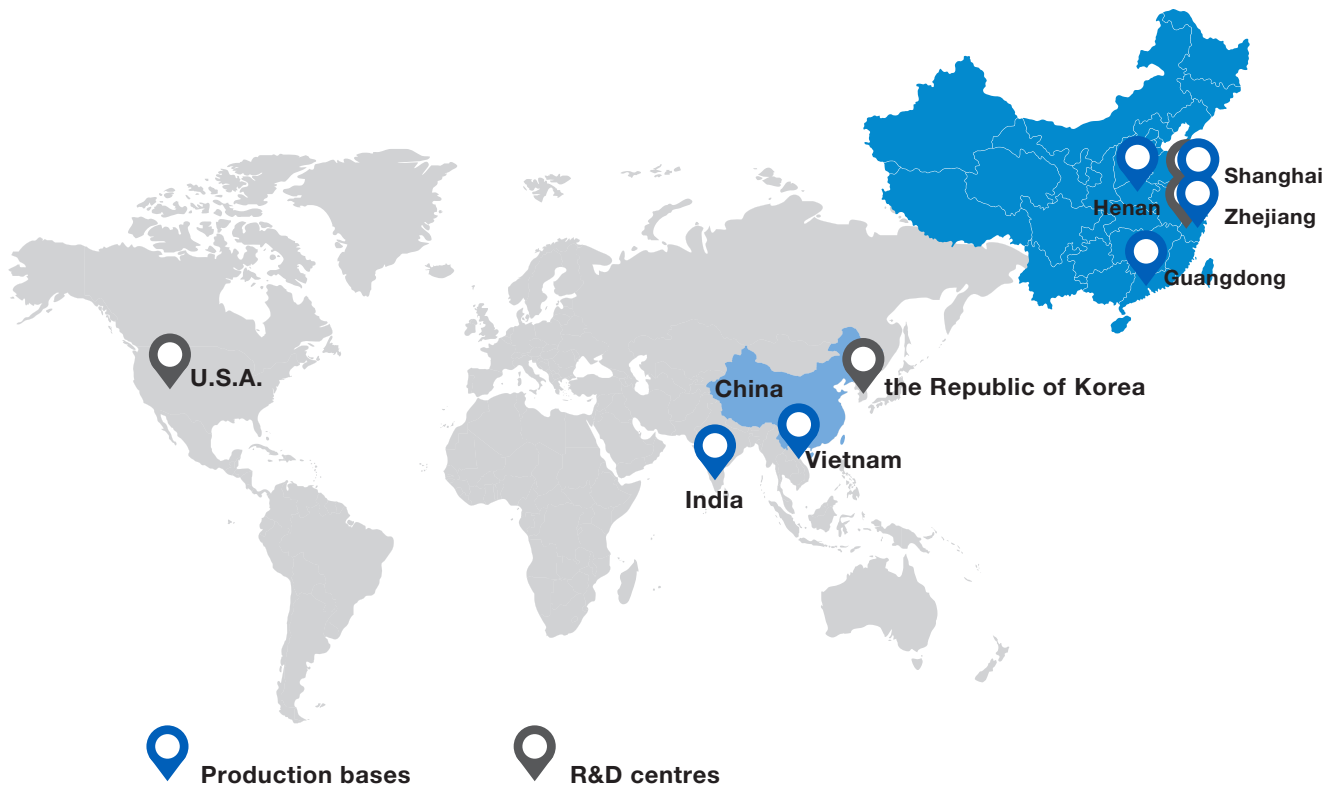 Shanghai
Henan
Zhejiang
Guangdong
U.S.A.
China
the Republic of Korea
Vietnam
India
Production bases
R&D centres